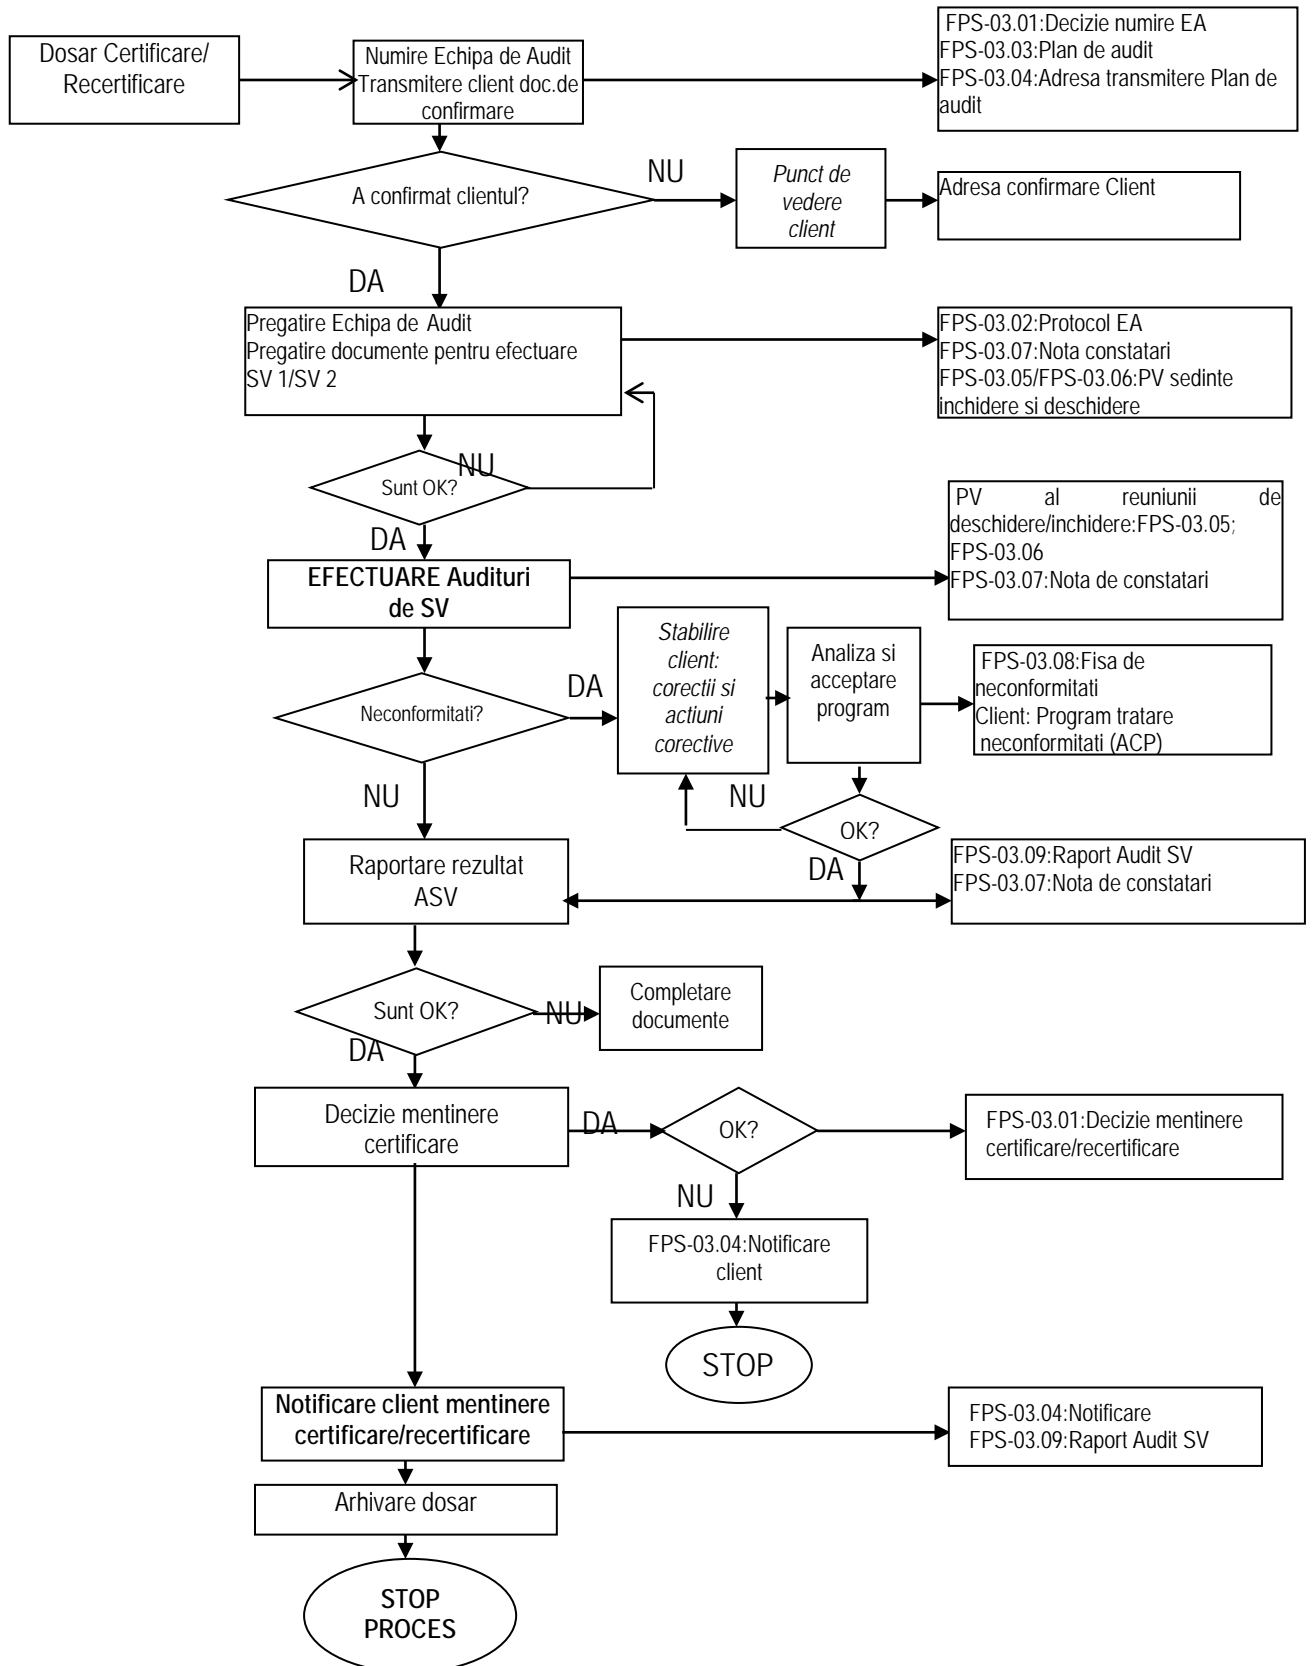 Dosar Certificare/
Recertificare
Numire Echipa de Audit
Transmitere client doc.de
confirmare
FPS-03.01:Decizie numire EA
FPS-03.03:Plan de audit
FPS-03.04:Adresa transmitere Plan de
audit
A confirmat clientul?
NU
Punct de
vedere
client
Adresa confirmare Client
DA
Pregatire Echipa de Audit
Pregatire documente pentru efectuare
SV 1/SV 2
FPS-03.02:Protocol EA
FPS-03.07:Nota constatari
FPS-03.05/FPS-03.06:PV sedinte
inchidere si deschidere
Sunt OK?
NU
DA
PV al reuniunii de
deschidere/inchidere:FPS-03.05;
FPS-03.06
FPS-03.07:Nota de constatari
EFECTUARE Audituri
de SV
Neconformitati?
DA
Stabilire
client:
corectii si
actiuni
corective
Analiza si
acceptare
program
FPS-03.08:Fisa de
neconformitati
Client: Program tratare
neconformitati (ACP)
NU
NU
OK?
DA
Raportare rezultat
ASV
FPS-03.09:Raport Audit SV
FPS-03.07:Nota de constatari
Sunt OK?
NU
Completare
documente
DA
Decizie mentinere
certificare
DA
OK?
FPS-03.01:Decizie mentinere
certificare/recertificare
NU
FPS-03.04:Notificare
client
STOP
Notificare client mentinere
certificare/recertificare
FPS-03.04:Notificare
FPS-03.09:Raport Audit SV
Arhivare dosar
STOP
PROCES